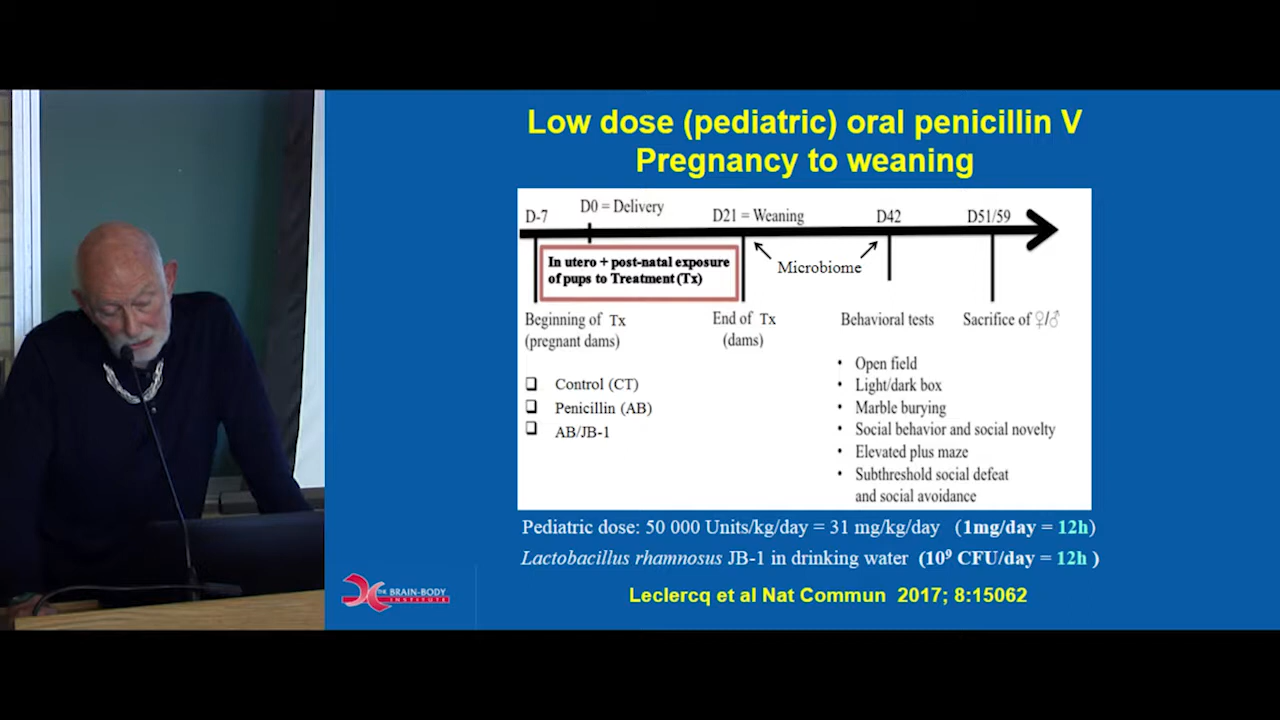 Low dose (pediatric) oral penicillin V
Pregnancy to weaning
D-7
D0 = Delivery
D21 = Weaning
D42
D51/59
In utero + post-natal exposure
of pups to Treatment (Tx)
Microbiome
Beginning of Tx
(pregnant dams)
End of Tx
(dams)
Behavioral tests
Sacrifice of ♀/♂
❑ Control (CT)
❑ Penicillin (AB)
❑ AB/JB-1
• Open field
• Light/dark box
• Marble burying
• Social behavior and social novelty
• Elevated plus maze
• Subthreshold social defeat
and social avoidance
Pediatric dose: 50 000 Units/kg/day = 31 mg/kg/day (1mg/day = 12h)
Lactobacillus rhamnosus JB-1 in drinking water (10⁹ CFU/day = 12h )
THE BRAIN-BODY
INSTITUTE
Leclercq et al Nat Commun 2017; 8:15062